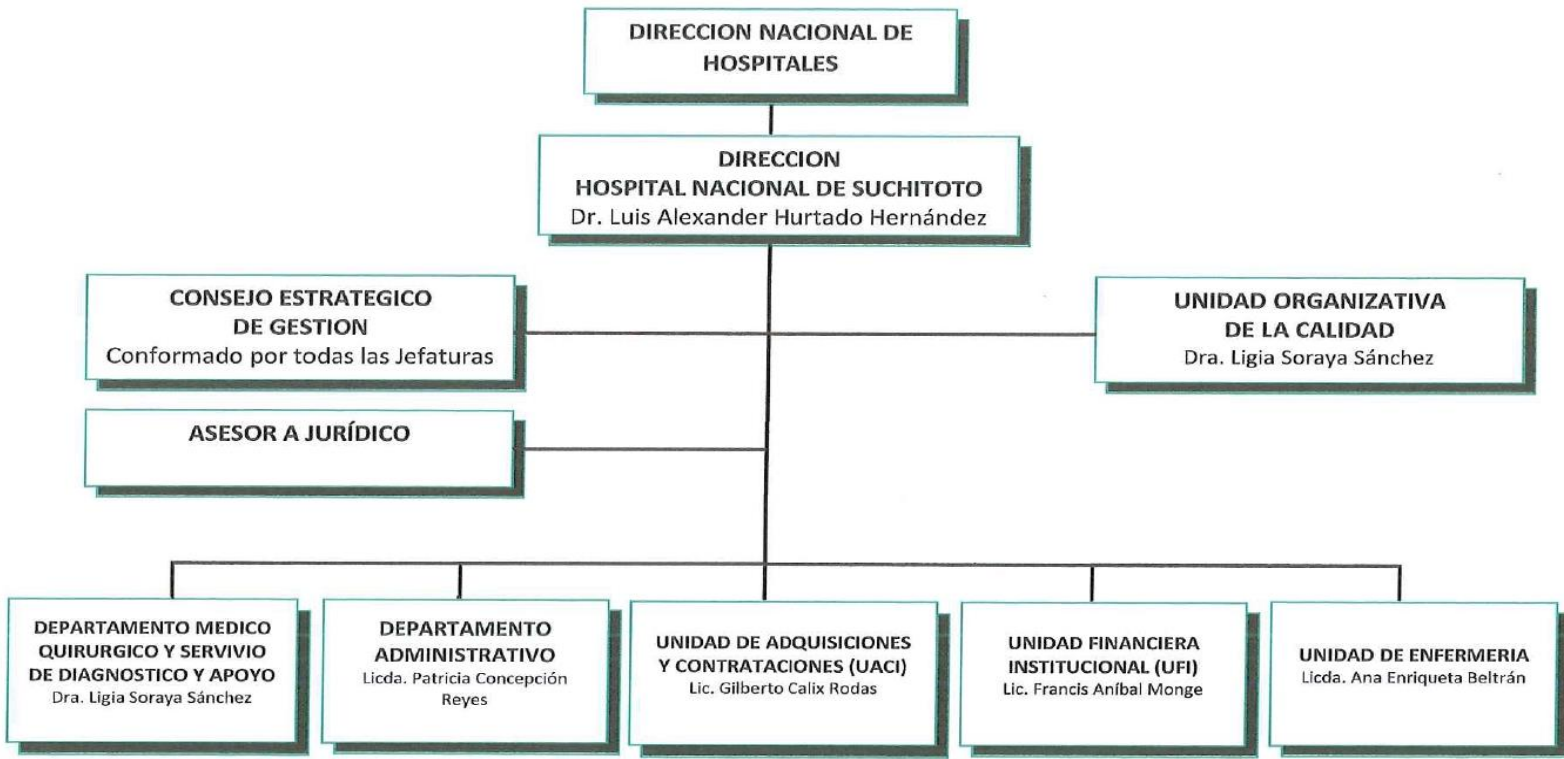 DIRECCION NACIONAL DE
HOSPITALES
DIRECCION
HOSPITAL NACIONAL DE SUCHITOTO
Dr. Luis Alexander Hurtado Hernández
CONSEJO ESTRATEGICO
DE GESTION
Conformado por todas las Jefaturas
UNIDAD ORGANIZATIVA
DE LA CALIDAD
Dra. Ligia Soraya Sánchez
ASESOR A JURÍDICO
DEPARTAMENTO MEDICO
QUIRURGICO Y SERVIVIO
DE DIAGNOSTICO Y APOYO
Dra. Ligia Soraya Sánchez
DEPARTAMENTO
ADMINISTRATIVO
Licda. Patricia Concepción
Reyes
UNIDAD DE ADQUISICIONES
Y CONTRATACIONES (UACI)
Lic. Gilberto Calix Rodas
UNIDAD FINANCIERA
INSTITUCIONAL (UFI)
Lic. Francis Aníbal Monge
UNIDAD DE ENFERMERIA
Licda. Ana Enriqueta Beltrán